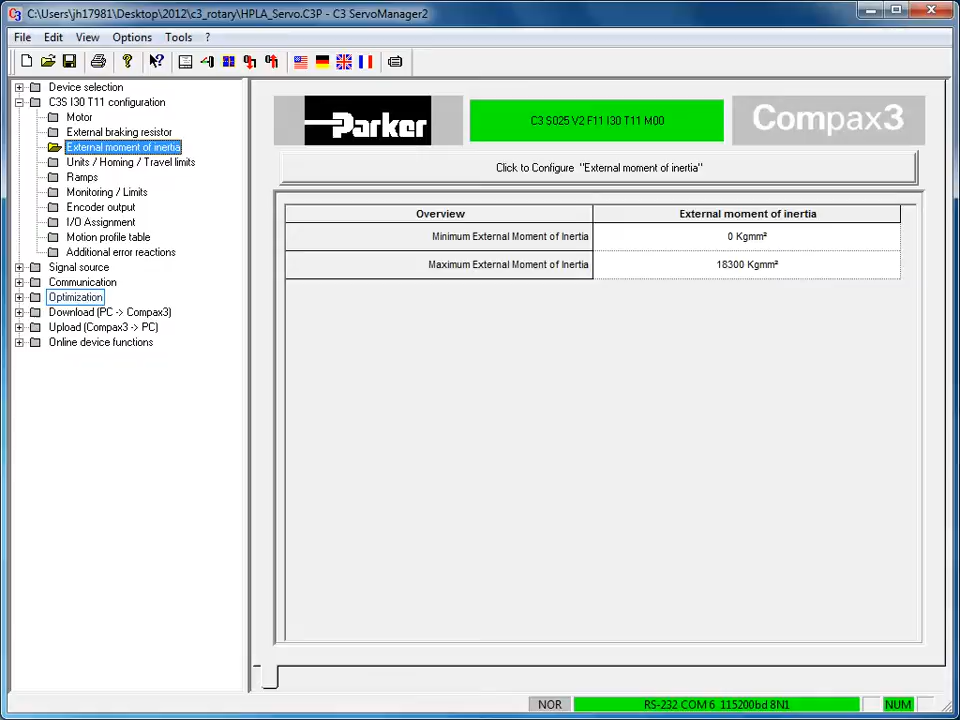 C:\Users\jh17981\Desktop\2012\c3_rotary\HPLA_Servo.C3P - C3 ServoManager2
File Edit View Options Tools ?
Device selection
C3S I30 T11 configuration
Motor
External braking resistor
External moment of inertia
Units / Homing / Travel limits
Ramps
Monitoring / Limits
Encoder output
I/O Assignment
Motion profile table
Additional error reactions
Signal source
Communication
Optimization
Download (PC -> Compax3)
Upload (Compax3 -> PC)
Online device functions
Parker
C3 S025 V2 F11 I30 T11 M00
Compax3
Click to Configure "External moment of inertia"
Overview External moment of inertia
Minimum External Moment of Inertia 0 Kgmm²
Maximum External Moment of Inertia 18300 Kgmm²
NOR RS-232 COM 6 115200bd 8N1 NUM